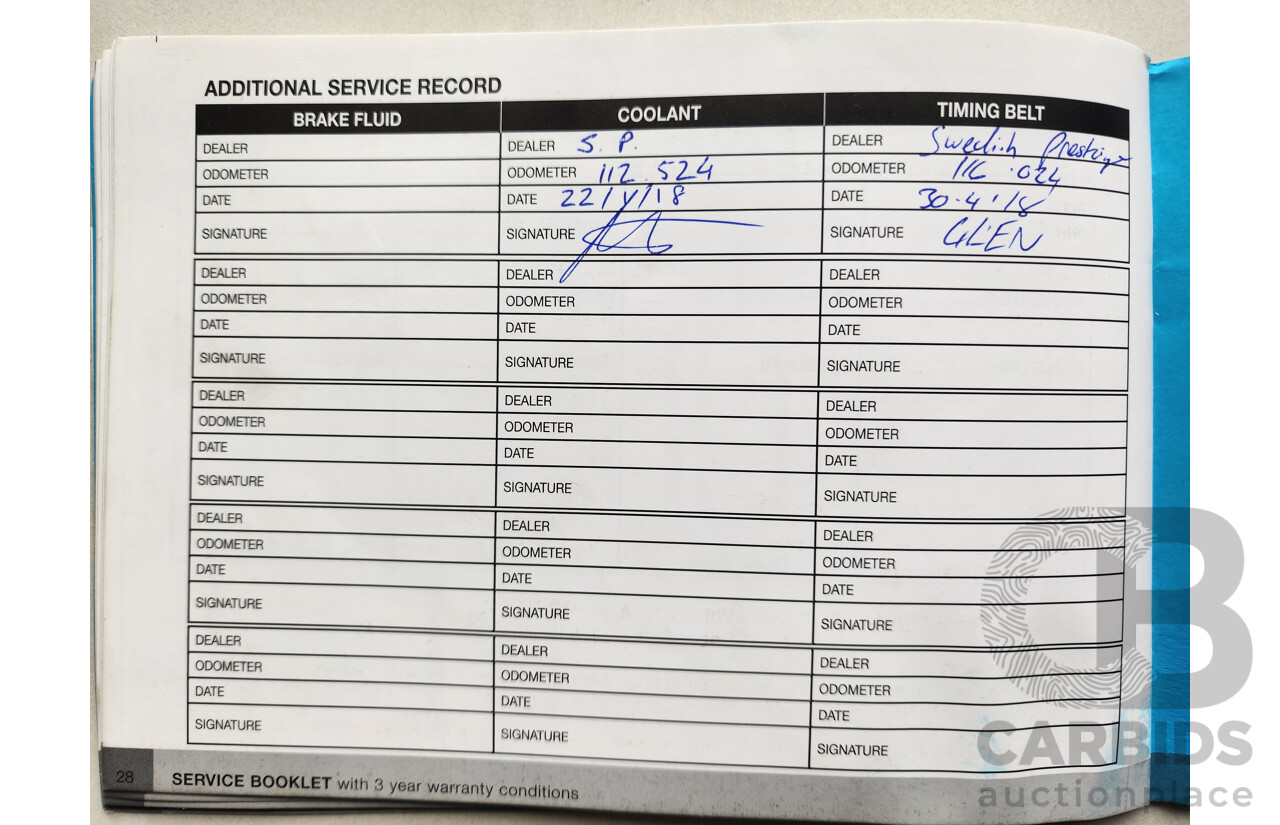 ADDITIONAL SERVICE RECORD
BRAKE FLUID COOLANT TIMING BELT
DEALER DEALER S. P. DEALER Swedish Prestige
ODOMETER ODOMETER 112 524 ODOMETER 116 .024
DATE DATE 22/ / 18 DATE 30.4.'18
SIGNATURE SIGNATURE SIGNATURE GLEN
DEALER DEALER DEALER
ODOMETER ODOMETER ODOMETER
DATE DATE DATE
SIGNATURE SIGNATURE SIGNATURE
DEALER DEALER DEALER
ODOMETER ODOMETER ODOMETER
DATE DATE DATE
SIGNATURE SIGNATURE SIGNATURE
DEALER DEALER DEALER
ODOMETER ODOMETER ODOMETER
DATE DATE DATE
SIGNATURE SIGNATURE SIGNATURE
DEALER DEALER DEALER
ODOMETER ODOMETER ODOMETER
DATE DATE DATE
SIGNATURE SIGNATURE SIGNATURE
28 SERVICE BOOKLET with 3 year warranty conditions
CB
CARBIDS
auctionplace